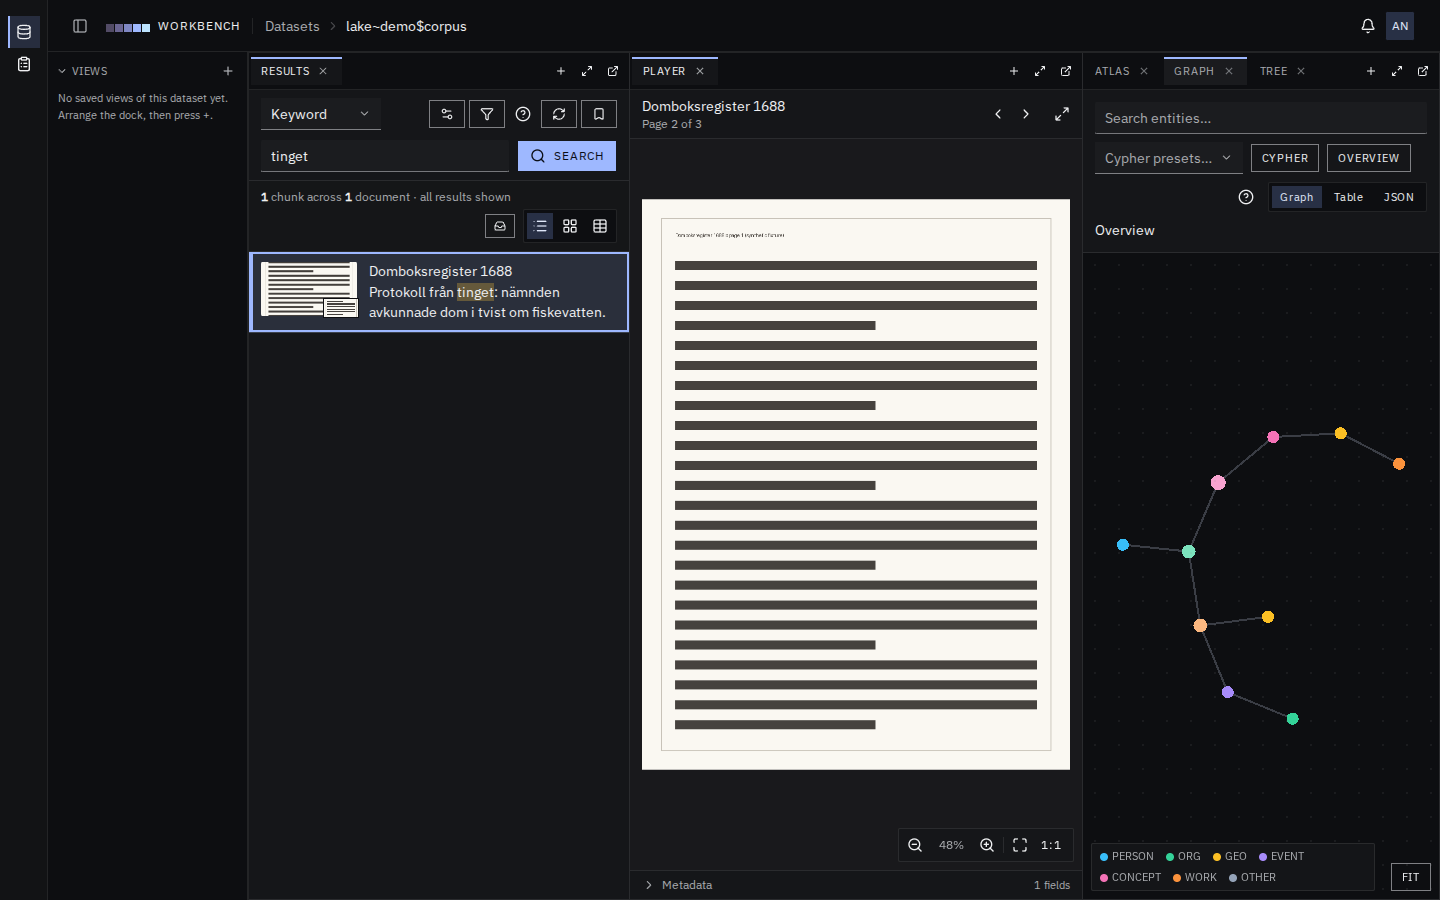 WORKBENCH
Datasets
lake~demo$corpus
AN
VIEWS
No saved views of this dataset yet.
Arrange the dock, then press +.
RESULTS
Keyword
tinget
SEARCH
1 chunk across 1 document · all results shown
Domboksregister 1688
Protokoll från tinget: nämnden
avkunnade dom i tvist om fiskevatten.
PLAYER
Domboksregister 1688
Page 2 of 3
48%
1:1
Metadata
1 fields
ATLAS
GRAPH
TREE
Search entities...
Cypher presets...
CYPHER
OVERVIEW
Graph
Table
JSON
Overview
PERSON
ORG
GEO
EVENT
CONCEPT
WORK
OTHER
FIT